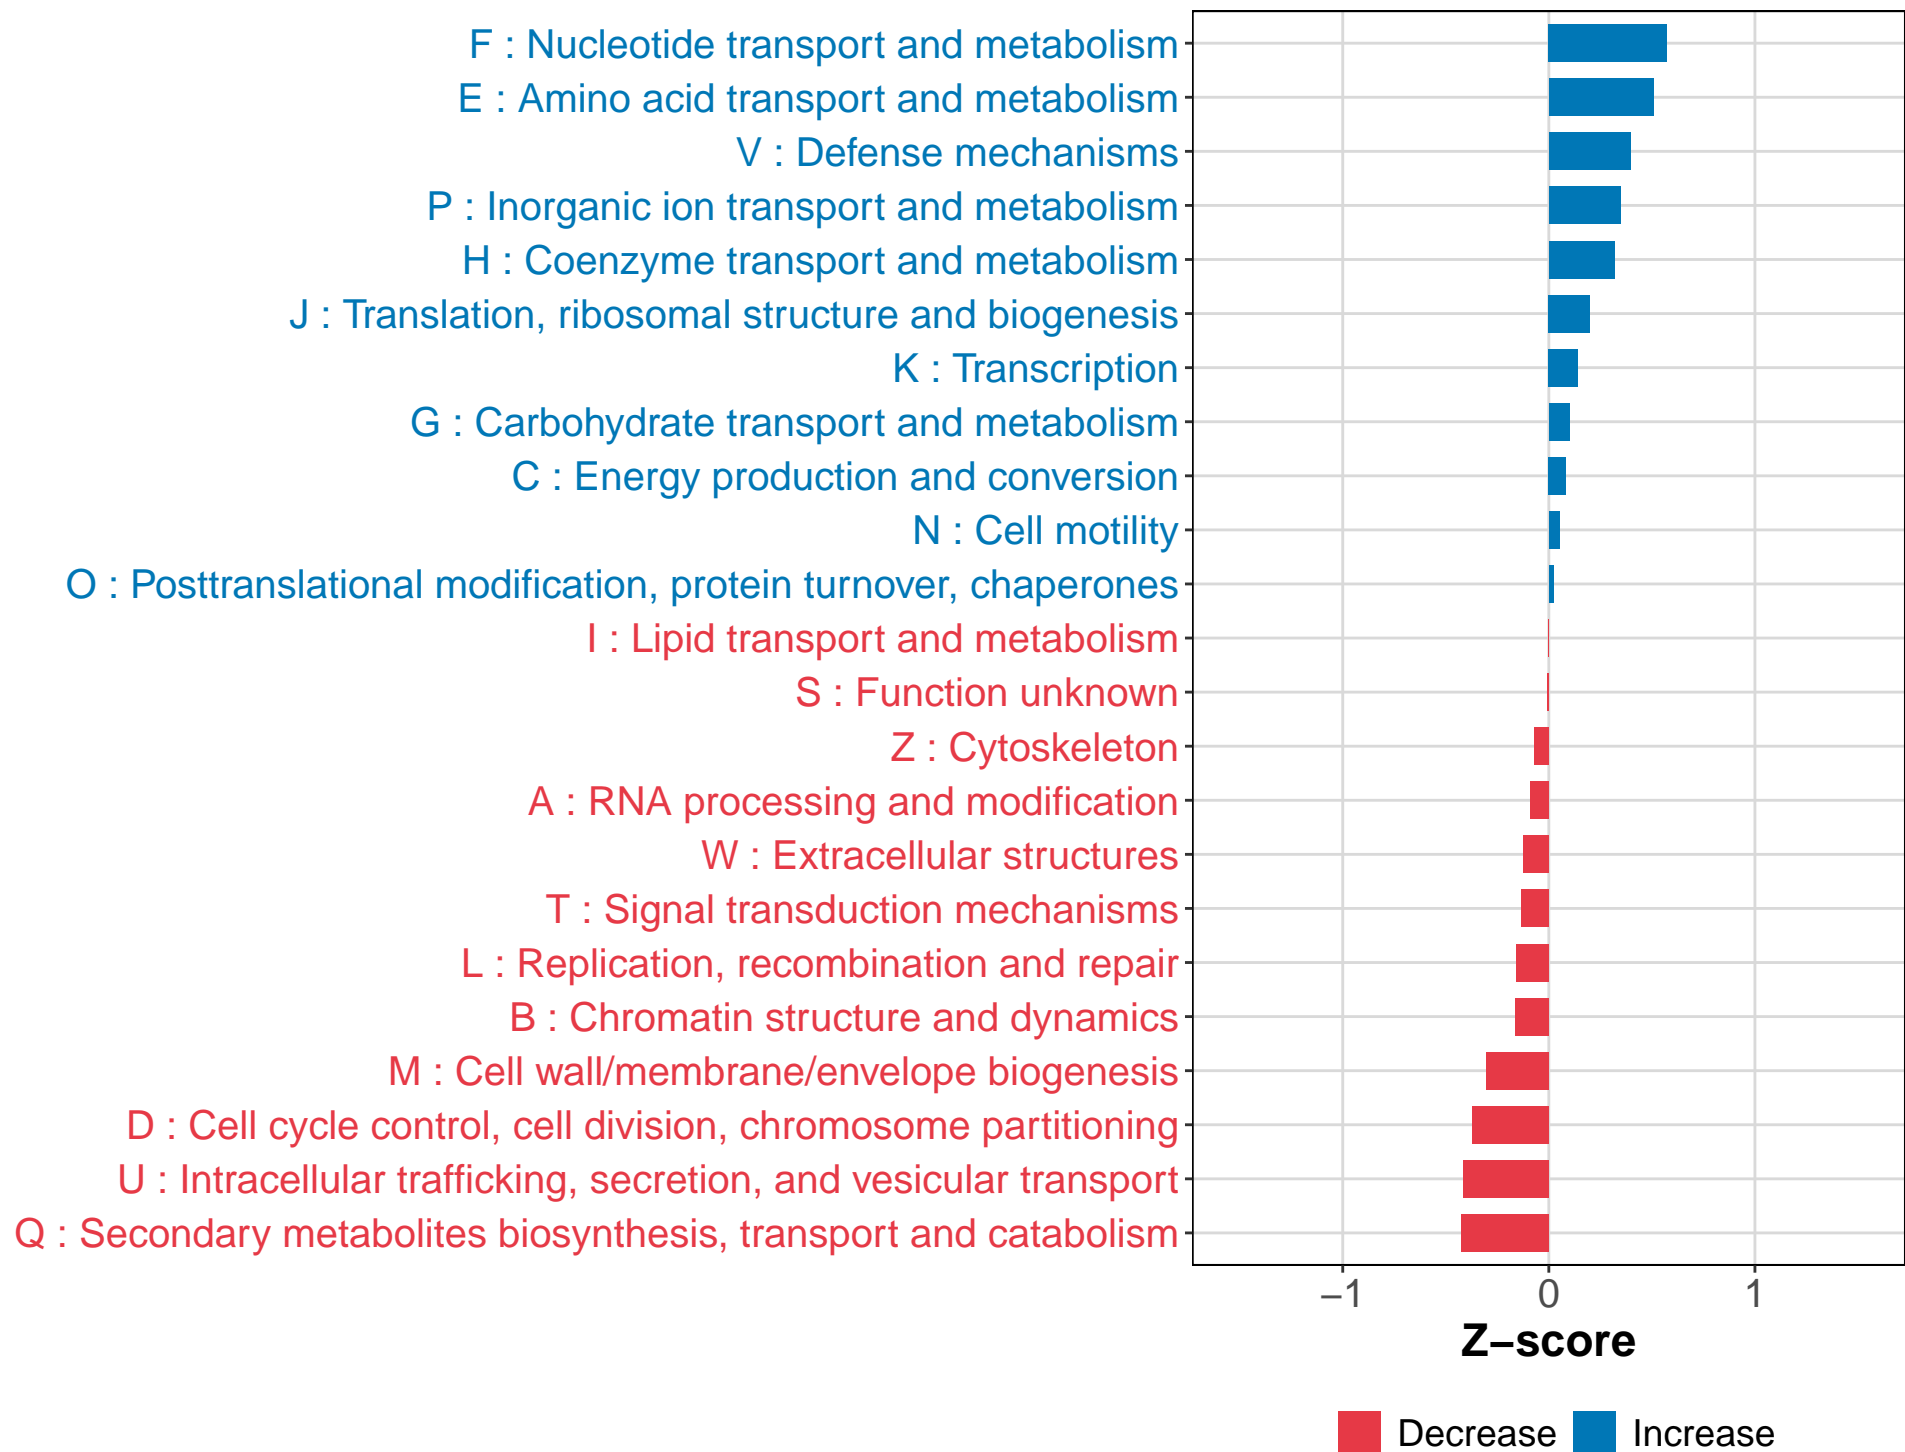 F : Nucleotide transport and metabolism
E : Amino acid transport and metabolism
V : Defense mechanisms
P : Inorganic ion transport and metabolism
H : Coenzyme transport and metabolism
J : Translation, ribosomal structure and biogenesis
K : Transcription
G : Carbohydrate transport and metabolism
C : Energy production and conversion
N : Cell motility
O : Posttranslational modification, protein turnover, chaperones
I : Lipid transport and metabolism
S : Function unknown
Z : Cytoskeleton
A : RNA processing and modification
W : Extracellular structures
T : Signal transduction mechanisms
L : Replication, recombination and repair
B : Chromatin structure and dynamics
M : Cell wall/membrane/envelope biogenesis
D : Cell cycle control, cell division, chromosome partitioning
U : Intracellular trafficking, secretion, and vesicular transport
Q : Secondary metabolites biosynthesis, transport and catabolism
−1 0 1
Z−score
Decrease Increase